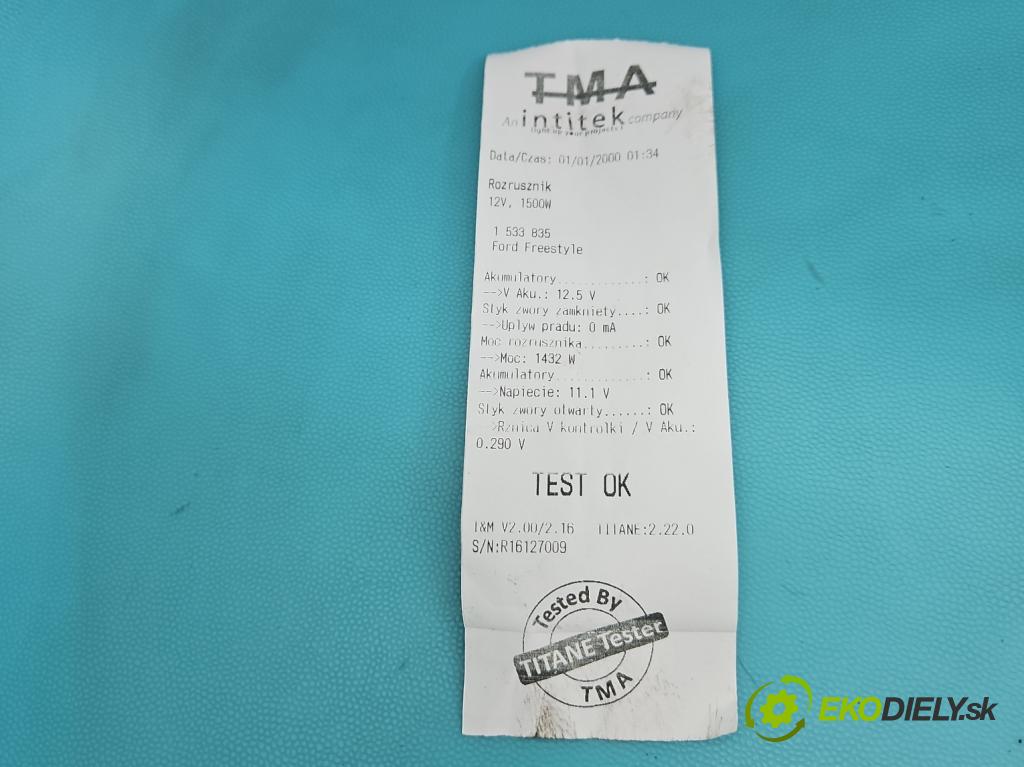 TMA
An intitek company
light up your projects!
Data/Czas: 01/01/2000 01:34
Rozrusznik
12V, 1500W
1 533 835
Ford Freestyle
Akumulatory............: OK
-->V Aku.: 12.5 V
Styk zwory zamkniety....: OK
-->Uplyw pradu: 0 mA
Moc rozrusznika.........: OK
-->Moc: 1432 W
Akumulatory.............: OK
-->Napiecie: 11.1 V
Styk zwory otwarty......: OK
-->Rznica V kontrolki / V Aku.:
0.290 V
TEST OK
I&M V2.00/2.16 TITANE:2.22.0
S/N:R16127009
Tested By
TITANE Tester
TMA
EKODIELY.sk